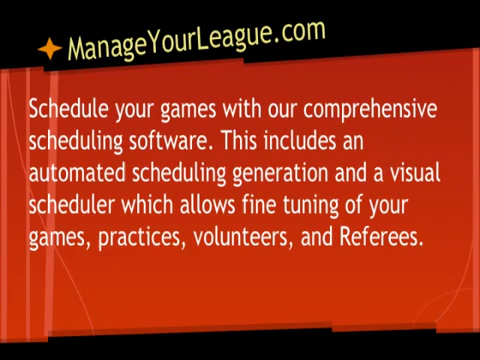 ManageYourLeague.com
Schedule your games with our comprehensive
scheduling software. This includes an
automated scheduling generation and a visual
scheduler which allows fine tuning of your
games, practices, volunteers, and Referees.